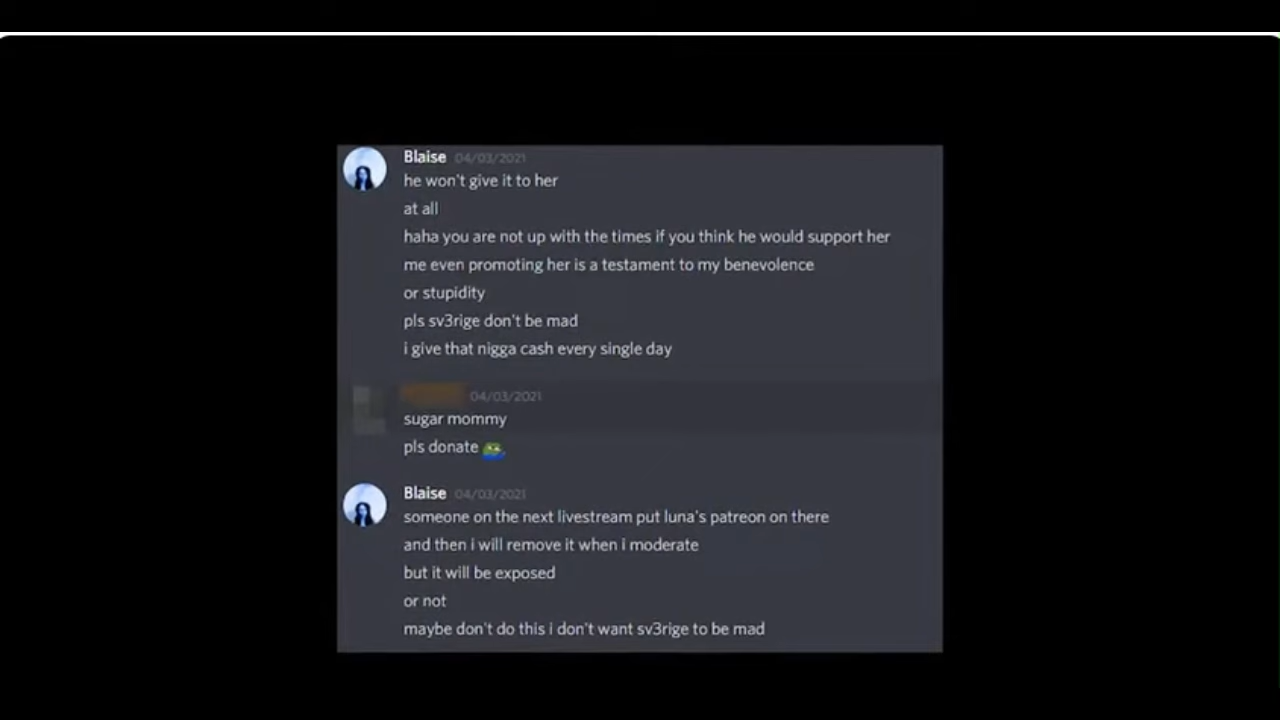 Blaise 04/03/2021
he won't give it to her
at all
haha you are not up with the times if you think he would support her
me even promoting her is a testament to my benevolence
or stupidity
pls sv3rige don't be mad
i give that nigga cash every single day
04/03/2021
sugar mommy
pls donate
Blaise 04/03/2021
someone on the next livestream put luna's patreon on there
and then i will remove it when i moderate
but it will be exposed
or not
maybe don't do this i don't want sv3rige to be mad